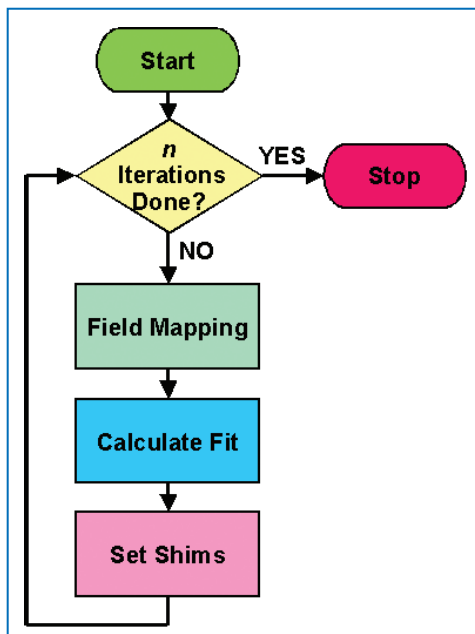 Start
n
Iterations
Done?
YES
Stop
NO
Field Mapping
Calculate Fit
Set Shims